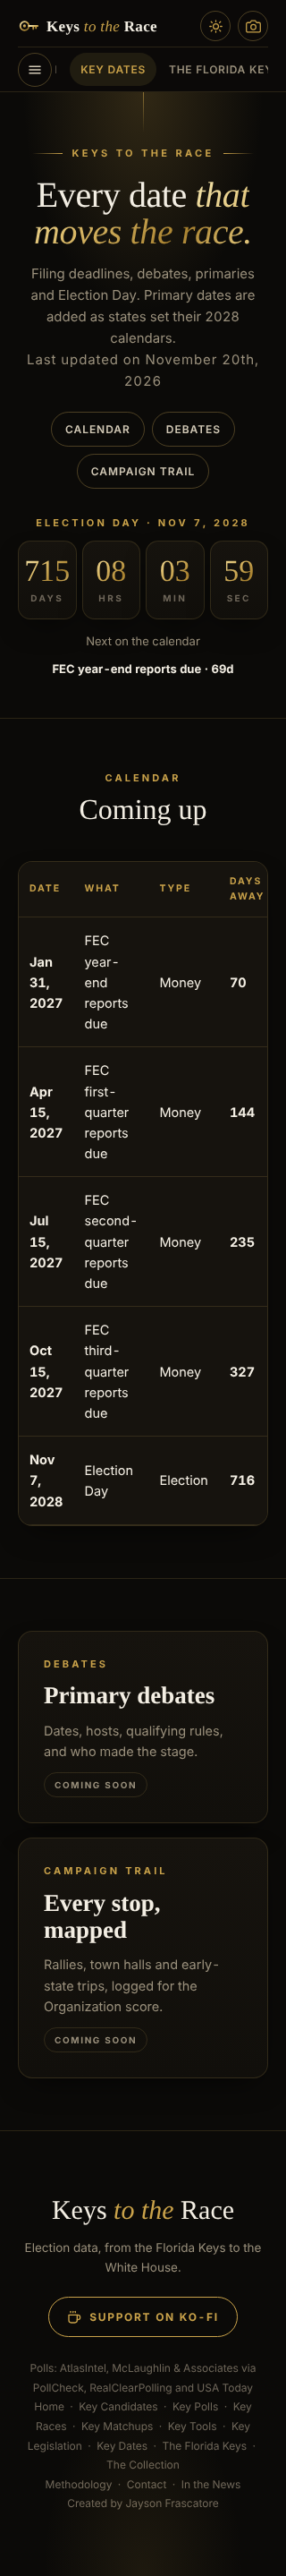 Keys to the Race
KEY DATES THE FLORIDA KEY
KEYS TO THE RACE
Every date that
moves the race.
Filing deadlines, debates, primaries
and Election Day. Primary dates are
added as states set their 2028
calendars.
Last updated on November 20th,
2026
CALENDAR DEBATES
CAMPAIGN TRAIL
ELECTION DAY · NOV 7, 2028
715 08 03 59
DAYS HRS MIN SEC
Next on the calendar
FEC year-end reports due · 69d
CALENDAR
Coming up
DATE WHAT TYPE DAYS AWAY
Jan 31, 2027 FEC year-end reports due Money 70
Apr 15, 2027 FEC first-quarter reports due Money 144
Jul 15, 2027 FEC second-quarter reports due Money 235
Oct 15, 2027 FEC third-quarter reports due Money 327
Nov 7, 2028 Election Day Election 716
DEBATES
Primary debates
Dates, hosts, qualifying rules,
and who made the stage.
COMING SOON
CAMPAIGN TRAIL
Every stop,
mapped
Rallies, town halls and early-
state trips, logged for the
Organization score.
COMING SOON
Keys to the Race
Election data, from the Florida Keys to the
White House.
SUPPORT ON KO-FI
Polls: AtlasIntel, McLaughlin & Associates via
PollCheck, RealClearPolling and USA Today
Home · Key Candidates · Key Polls · Key
Races · Key Matchups · Key Tools · Key
Legislation · Key Dates · The Florida Keys ·
The Collection
Methodology · Contact · In the News
Created by Jayson Frascatore